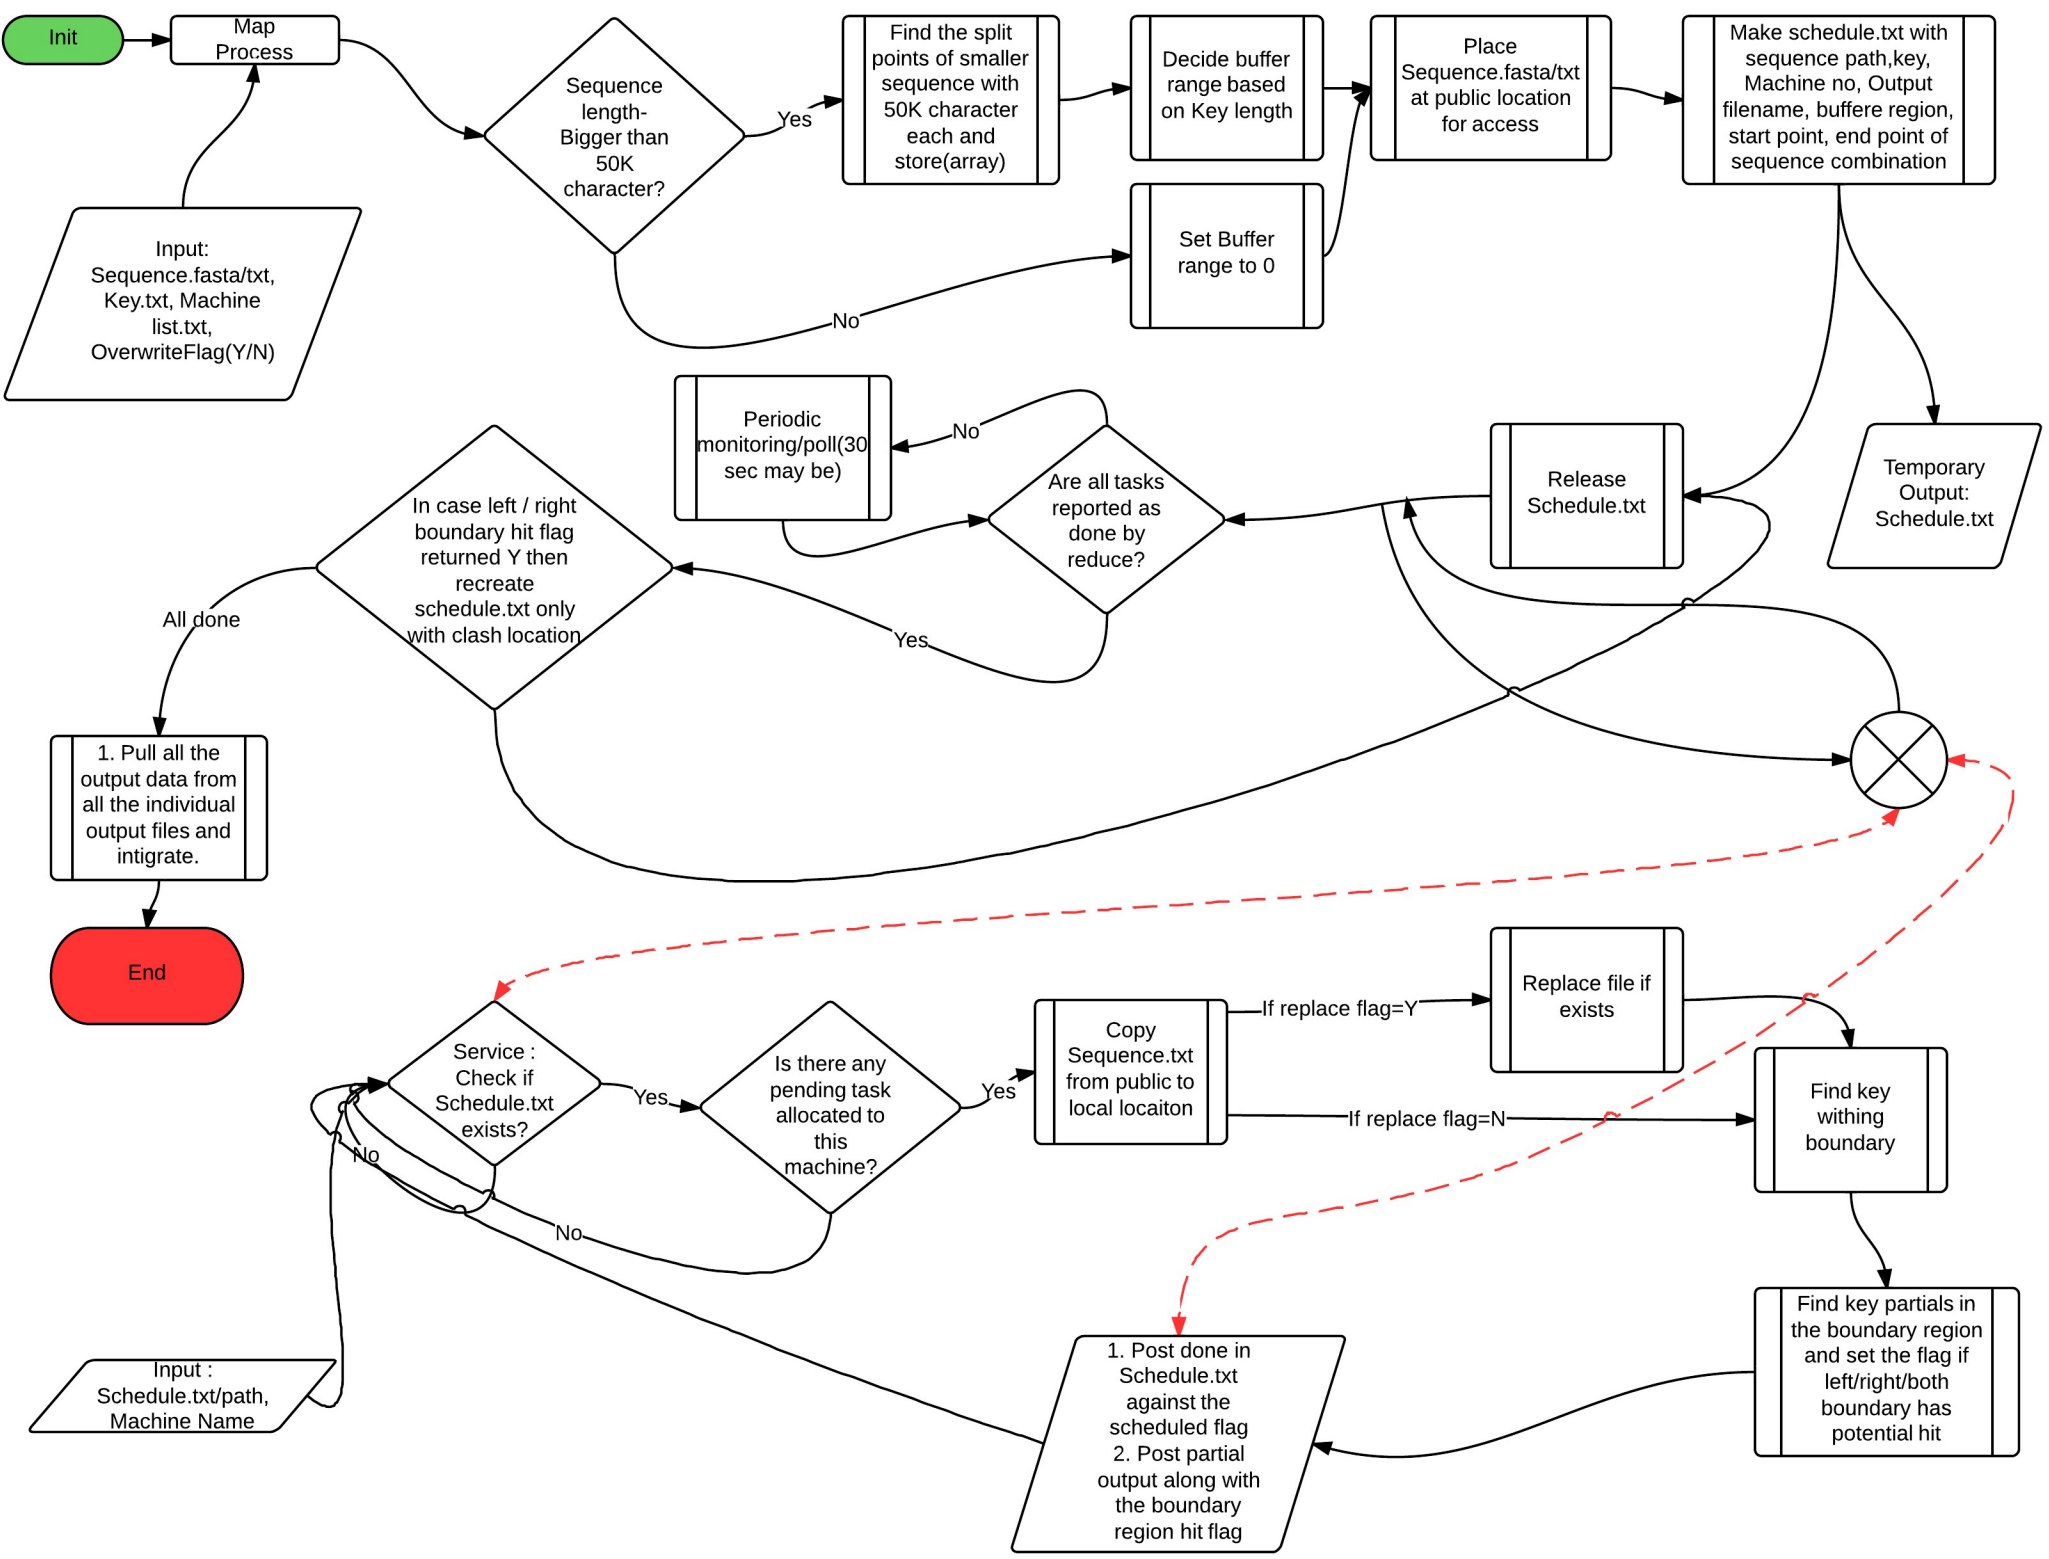 Init
Map
Process
Sequence
length-
Bigger than
50K
character?
Yes
Find the split
points of smaller
sequence with
50K character
each and
store(array)
Decide buffer
range based
on Key length
Place
Sequence.fasta/txt
at public location
for access
Make schedule.txt with
sequence path,key,
Machine no, Output
filename, buffere region,
start point, end point of
sequence combination
Input:
Sequence.fasta/txt,
Key.txt, Machine
list.txt,
OverwriteFlag(Y/N)
No
Set Buffer
range to 0
Periodic
monitoring/poll(30
sec may be)
No
Are all tasks
reported as
done by
reduce?
Yes
Release
Schedule.txt
Temporary
Output:
Schedule.txt
In case left / right
boundary hit flag
returned Y then
recreate
schedule.txt only
with clash location
All done
1. Pull all the
output data from
all the individual
output files and
intigrate.
End
Service :
Check if
Schedule.txt
exists?
Yes
No
Is there any
pending task
allocated to
this
machine?
Yes
No
Copy
Sequence.txt
from public to
local locaiton
If replace flag=Y
If replace flag=N
Replace file if
exists
Find key
withing
boundary
Find key partials in
the boundary region
and set the flag if
left/right/both
boundary has
potential hit
Input :
Schedule.txt/path,
Machine Name
1. Post done in
Schedule.txt
against the
scheduled flag
2. Post partial
output along with
the boundary
region hit flag